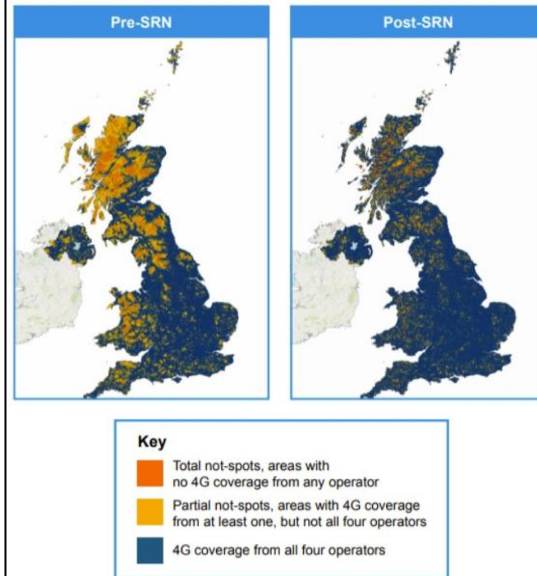 Pre-SRN
Post-SRN
Key
Total not-spots, areas with
no 4G coverage from any operator
Partial not-spots, areas with 4G coverage
from at least one, but not all four operators
4G coverage from all four operators